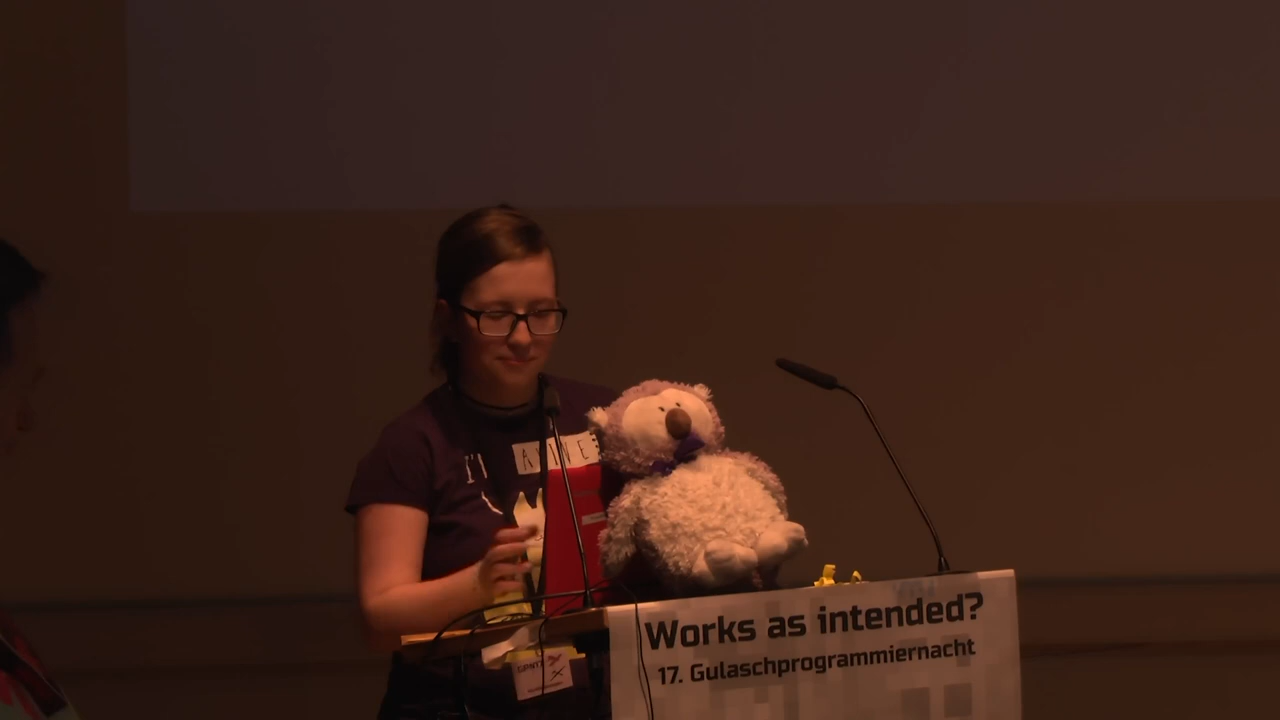 I'
Works as intended?
17. Gulaschprogrammiernacht